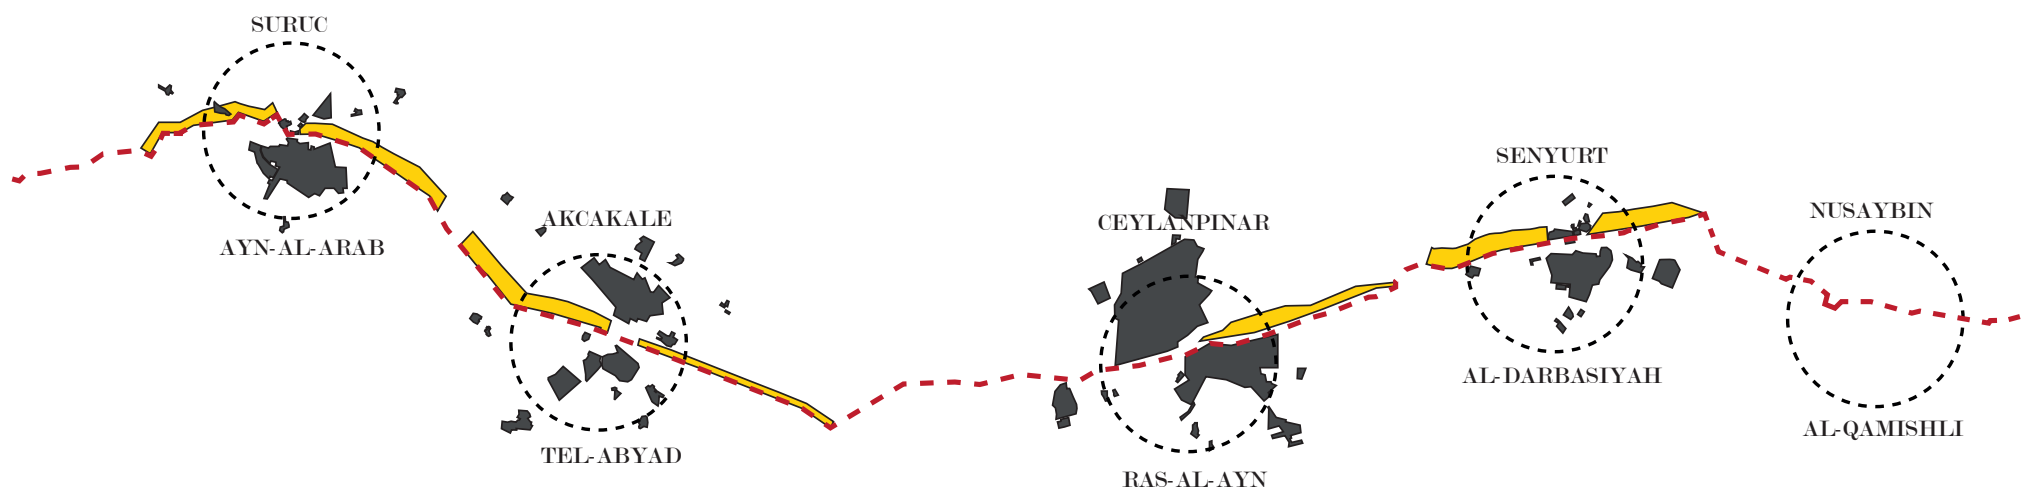 SURUC
AYN-AL-ARAB
AKCAKALE
TEL-ABYAD
CEYLANPINAR
RAS-AL-AYN
SENYURT
AL-DARBASIYAH
NUSAYBIN
AL-QAMISHLI